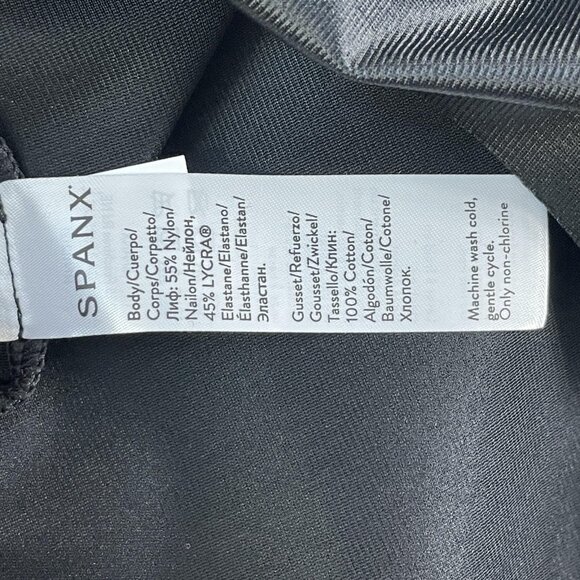 SPANX®
Body/Cuerpo/
Corps/Corpetto/
Лиф: 55% Nylon/
Nailon/Нейлон,
45% LYCRA®
Elastane/Elastano/
Élasthanne/Elastan/
Эластан.
Gusset/Refuerzo/
Gousset/Zwickel/
Tassello/Клин:
100% Cotton/
Algodón/Coton/
Baumwolle/Cotone/
Хлопок.
Machine wash cold,
gentle cycle.
Only non-chlorine